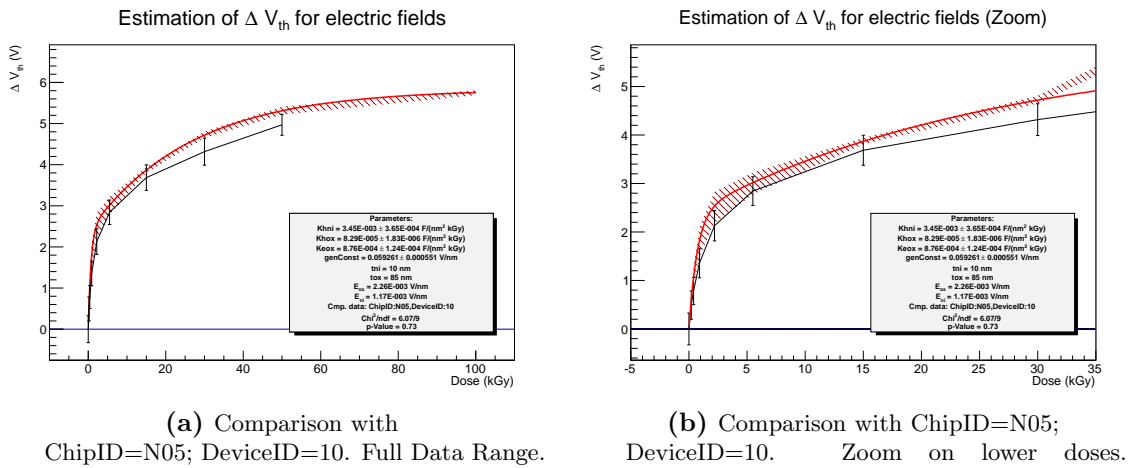 Estimation of Δ V_th for electric fields
Δ V_th (V)
6
5
4
3
2
1
0
0 20 40 60 80 100
Dose (kGy)
Parameters:
Khni = 3.45E-003 ± 3.65E-004 F/(nm² kGy)
Khox = 8.29E-005 ± 1.83E-006 F/(nm² kGy)
Keox = 8.76E-004 ± 1.24E-004 F/(nm² kGy)
genConst = 0.059261 ± 0.000551 V/nm
tni = 10 nm
tox = 85 nm
E_ox = 2.26E-003 V/nm
E_ni = 1.17E-003 V/nm
Cmp. data: ChipID:N05,DeviceID:10
Chi²/ndf = 6.07/9
p-Value = 0.73
(a) Comparison with
ChipID=N05; DeviceID=10. Full Data Range.
Estimation of Δ V_th for electric fields (Zoom)
Δ V_th (V)
5
4
3
2
1
0
-5 0 5 10 15 20 25 30 35
Dose (kGy)
Parameters:
Khni = 3.45E-003 ± 3.65E-004 F/(nm² kGy)
Khox = 8.29E-005 ± 1.83E-006 F/(nm² kGy)
Keox = 8.76E-004 ± 1.24E-004 F/(nm² kGy)
genConst = 0.059261 ± 0.000551 V/nm
tni = 10 nm
tox = 85 nm
E_ox = 2.26E-003 V/nm
E_ni = 1.17E-003 V/nm
Cmp. data: ChipID:N05,DeviceID:10
Chi²/ndf = 6.07/9
p-Value = 0.73
(b) Comparison with ChipID=N05;
DeviceID=10. Zoom on lower doses.